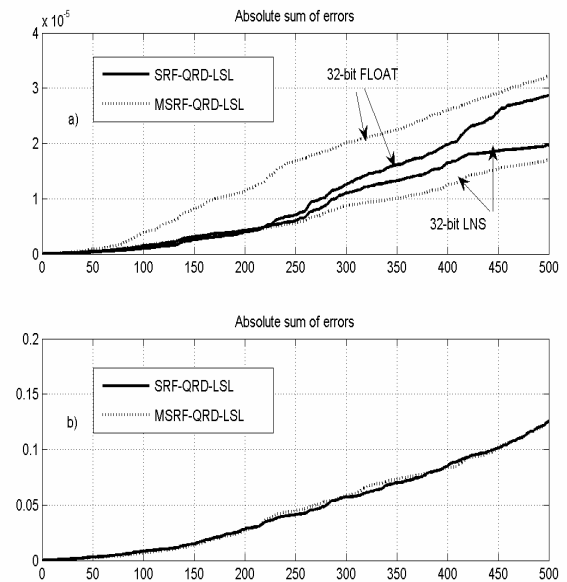 Absolute sum of errors
x 10^-5
4
3
2
1
0
SRF-QRD-LSL
MSRF-QRD-LSL
a)
32-bit FLOAT
32-bit LNS
0 50 100 150 200 250 300 350 400 450 500
Absolute sum of errors
0.2
0.15
0.1
0.05
0
SRF-QRD-LSL
MSRF-QRD-LSL
b)
0 50 100 150 200 250 300 350 400 450 500